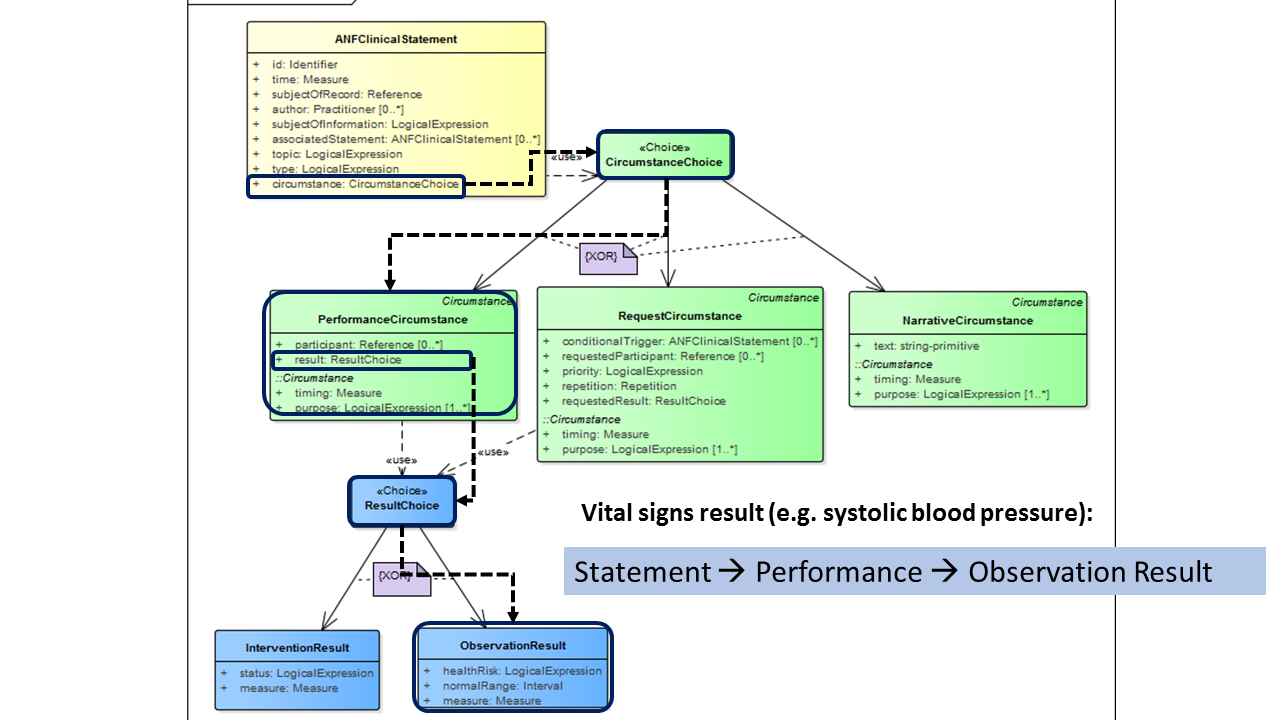 ANFClinicalStatement
+ id: Identifier
+ time: Measure
+ subjectOfRecord: Reference
+ author: Practitioner [0..*]
+ subjectOfInformation: LogicalExpression
+ associatedStatement: ANFClinicalStatement [0..*]
+ topic: LogicalExpression
+ type: LogicalExpression
+ circumstance: CircumstanceChoice
«use»
«Choice»
CircumstanceChoice
{XOR}
Circumstance
PerformanceCircumstance
+ participant: Reference [0..*]
+ result: ResultChoice
::Circumstance
+ timing: Measure
+ purpose: LogicalExpression [1..*]
Circumstance
RequestCircumstance
+ conditionalTrigger: ANFClinicalStatement [0..*]
+ requestedParticipant: Reference [0..*]
+ priority: LogicalExpression
+ repetition: Repetition
+ requestedResult: ResultChoice
::Circumstance
+ timing: Measure
+ purpose: LogicalExpression [1..*]
Circumstance
NarrativeCircumstance
+ text: string-primitive
::Circumstance
+ timing: Measure
+ purpose: LogicalExpression [1..*]
«use»
«use»
«Choice»
ResultChoice
Vital signs result (e.g. systolic blood pressure):
Statement → Performance → Observation Result
{XOR}
InterventionResult
+ status: LogicalExpression
+ measure: Measure
ObservationResult
+ healthRisk: LogicalExpression
+ normalRange: Interval
+ measure: Measure